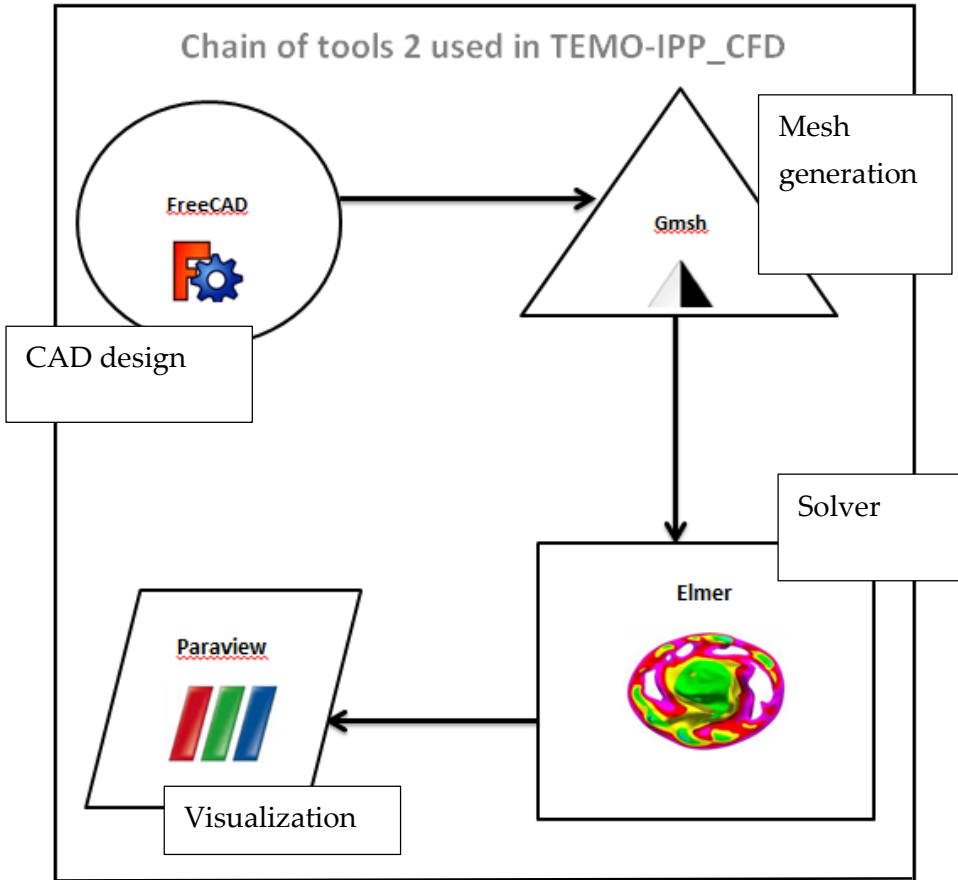 Chain of tools 2 used in TEMO-IPP_CFD
FreeCAD
CAD design
Gmsh
Mesh
generation
Solver
Elmer
Paraview
Visualization